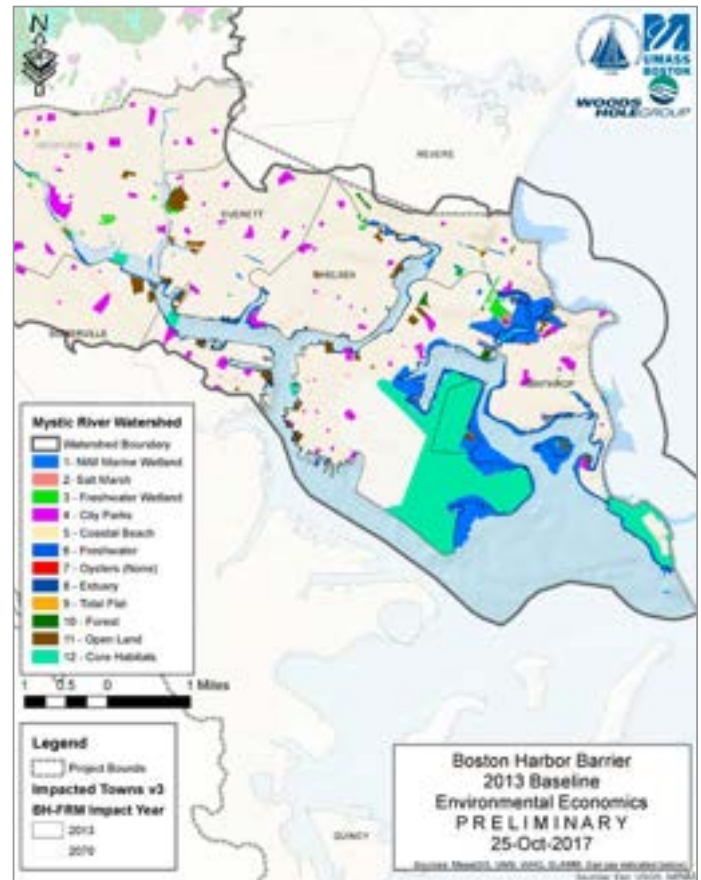 N
UMASS
BOSTON
WOODS
HOLE GROUP
REVERE
MEDFORD
EVERETT
CHELSEA
SOMERVILLE
WINTHROP
Mystic River Watershed
Watershed Boundary
1- NWI Marine Wetland
2- Salt Marsh
3 - Freshwater Wetland
4 - City Parks
5 - Coastal Beach
6 - Freshwater
7 - Oysters (None)
8 - Estuary
9 - Total Flat
10 - Forest
11 - Open Land
12 - Core Habitats
1 0.5 0 1 Miles
Legend
Project Bounds
Impacted Towns v3
BH-FRM Impact Year
2013
2070
QUINCY
Boston Harbor Barrier
2013 Baseline
Environmental Economics
PRELIMINARY
25-Oct-2017